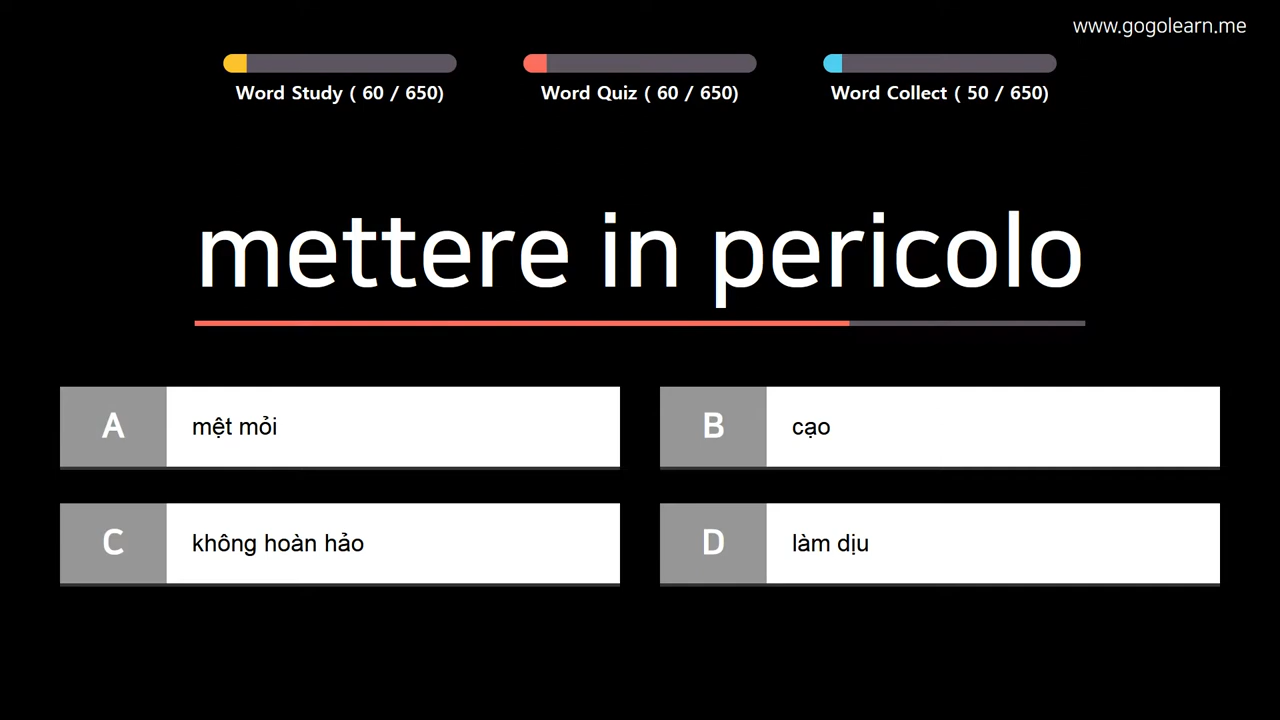 www.gogolearn.me
Word Study ( 60 / 650)
Word Quiz ( 60 / 650)
Word Collect ( 50 / 650)
mettere in pericolo
A mệt mỏi
B cạo
C không hoàn hảo
D làm dịu